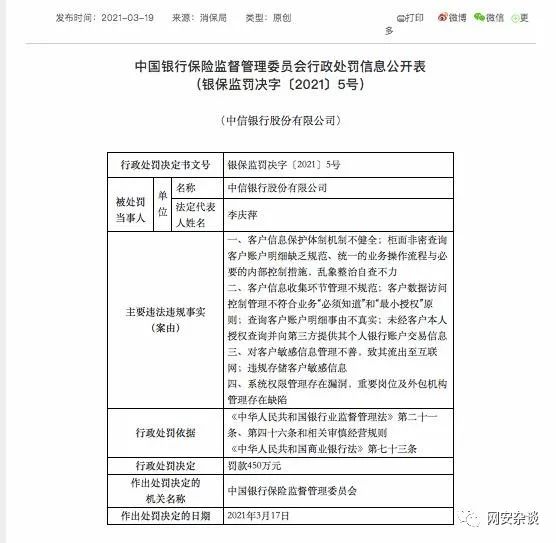 发布时间：2021-03-19 来源：消保局 类型：原创 打印 微博 微信 更
多
中国银行保险监督管理委员会行政处罚信息公开表
（银保监罚决字〔2021〕5号）
（中信银行股份有限公司）
行政处罚决定书文号 银保监罚决字〔2021〕5号
被处罚
当事人
单
位
名称 中信银行股份有限公司
法定代表
人姓名
李庆萍
主要违法违规事实
（案由）
一、客户信息保护体制机制不健全；柜面非密查询
客户账户明细缺乏规范、统一的业务操作流程与必
要的内部控制措施，乱象整治自查不力
二、客户信息收集环节管理不规范；客户数据访问
控制管理不符合业务“必须知道”和“最小授权”原
则；查询客户账户明细事由不真实；未经客户本人
授权查询并向第三方提供其个人银行账户交易信息
三、对客户敏感信息管理不善，致其流出至互联
网；违规存储客户敏感信息
四、系统权限管理存在漏洞，重要岗位及外包机构
管理存在缺陷
行政处罚依据
《中华人民共和国银行业监督管理法》第二十一
条、第四十六条和相关审慎经营规则
《中华人民共和国商业银行法》第七十三条
行政处罚决定 罚款450万元
作出处罚决定的
机关名称
中国银行保险监督管理委员会
作出处罚决定的日期 2021年3月17日
网安杂谈